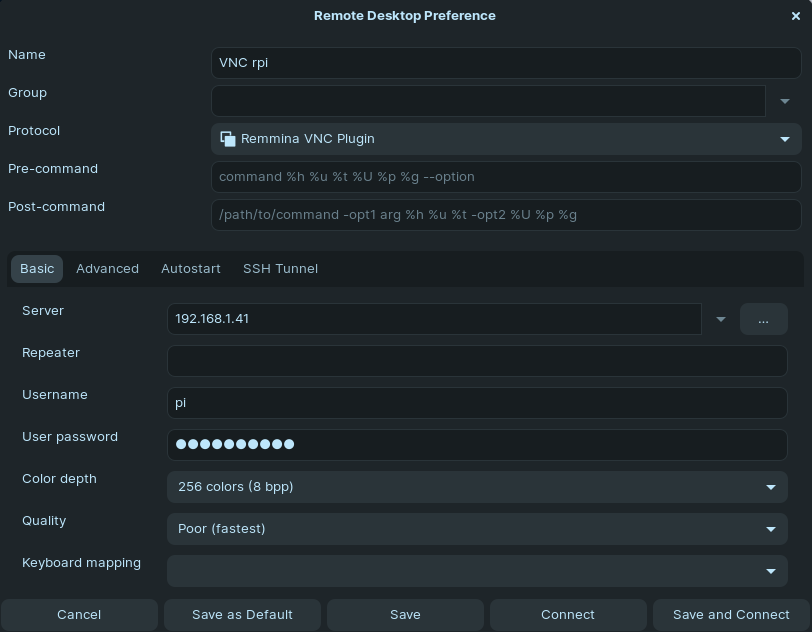 Remote Desktop Preference
Name VNC rpi
Group
Protocol Remmina VNC Plugin
Pre-command command %h %u %t %U %p %g --option
Post-command /path/to/command -opt1 arg %h %u %t -opt2 %U %p %g
Basic Advanced Autostart SSH Tunnel
Server 192.168.1.41 ...
Repeater
Username pi
User password ●●●●●●●●●●
Color depth 256 colors (8 bpp)
Quality Poor (fastest)
Keyboard mapping
Cancel Save as Default Save Connect Save and Connect